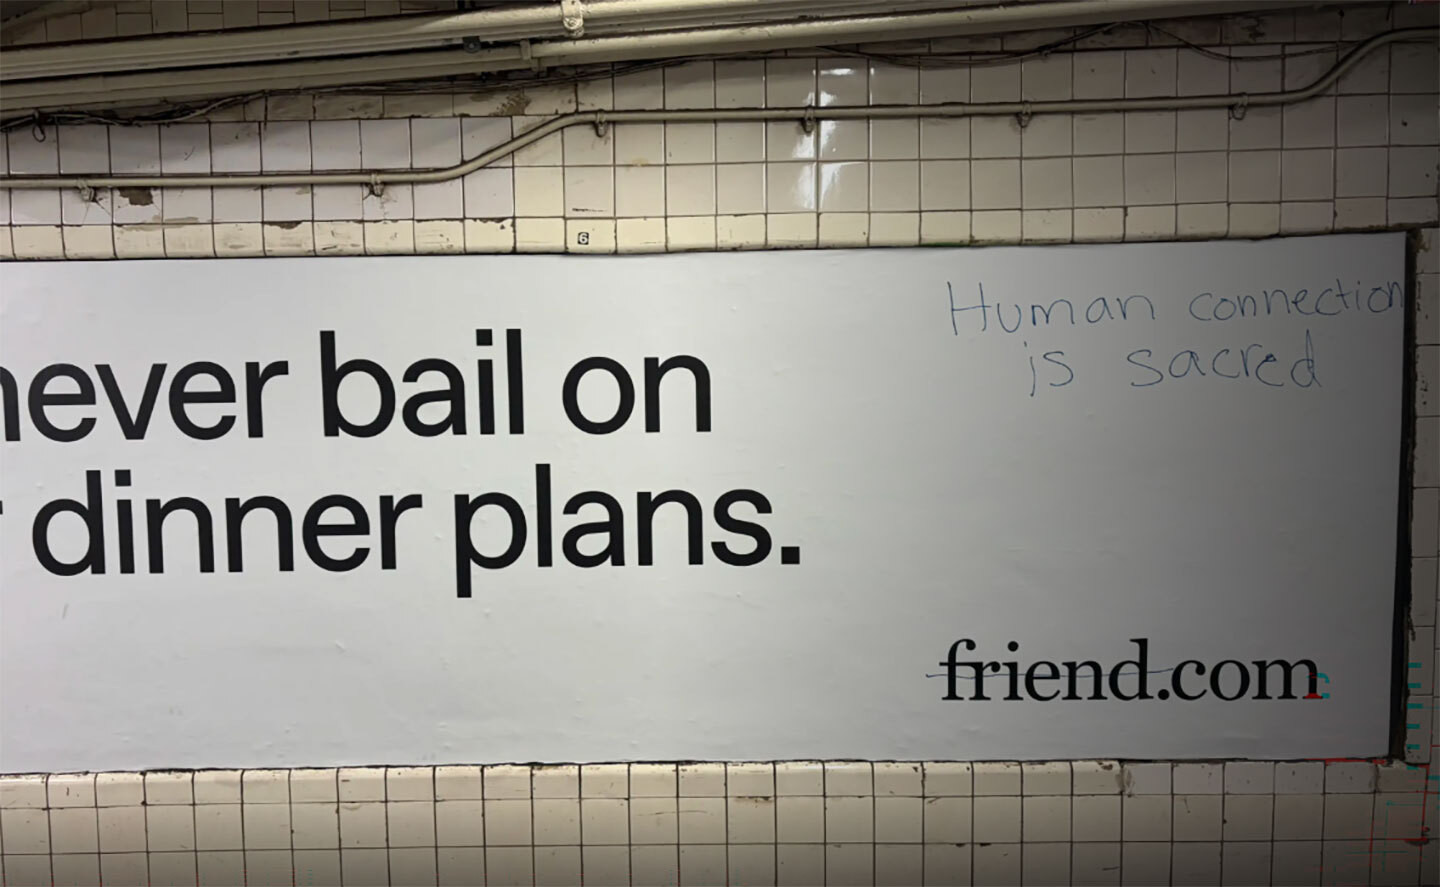 never bail on
dinner plans.
Human connection
is sacred
friend.com
6